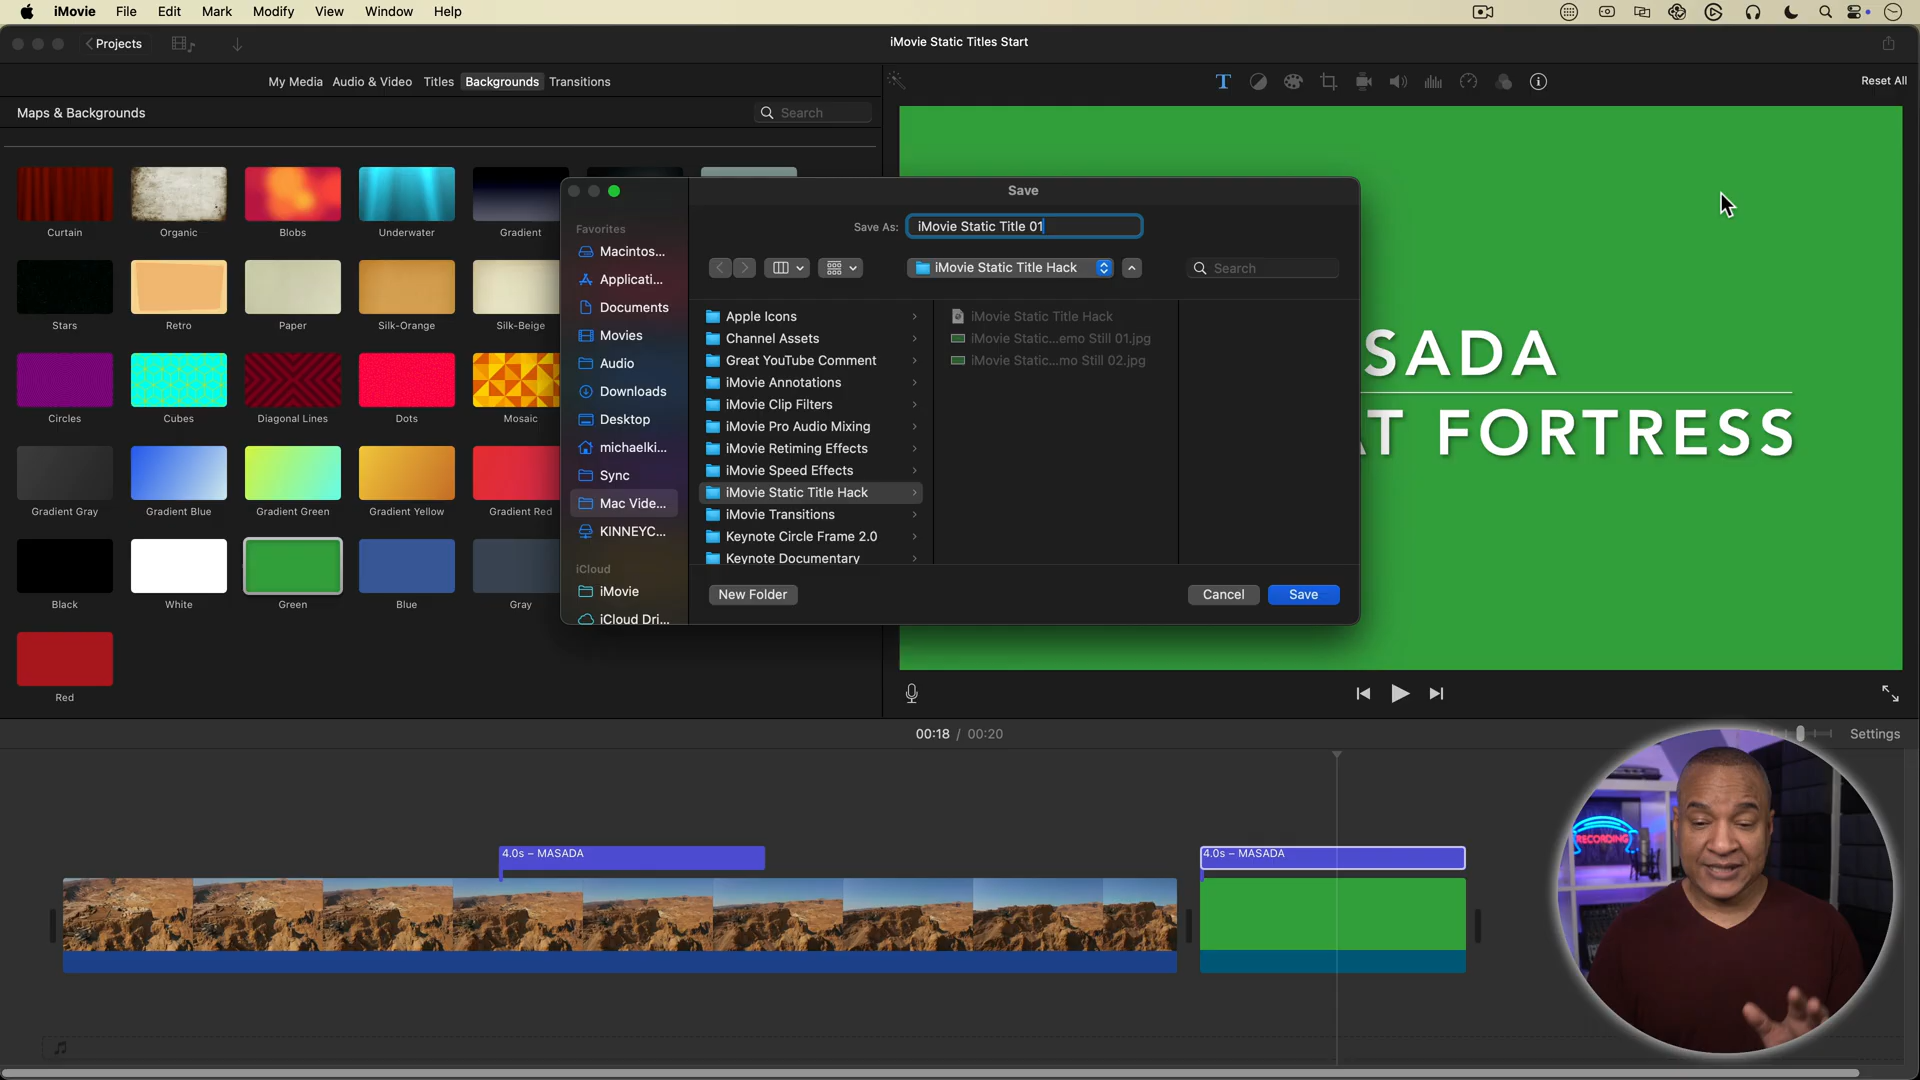 iMovie File Edit Mark Modify View Window Help
Projects
iMovie Static Titles Start
My Media Audio & Video Titles Backgrounds Transitions
Reset All
Maps & Backgrounds
Search
Curtain Organic Blobs Underwater Gradient
Stars Retro Paper Silk-Orange Silk-Beige
Circles Cubes Diagonal Lines Dots Mosaic
Gradient Gray Gradient Blue Gradient Green Gradient Yellow Gradient Red
Black White Green Blue Gray
Red
Save
Save As: iMovie Static Title 01
iMovie Static Title Hack
Search
Favorites
Macintos...
Applicati...
Documents
Movies
Audio
Downloads
Desktop
michaelki...
Sync
Mac Vide...
KINNEYC...
iCloud
iMovie
iCloud Dri...
Apple Icons
Channel Assets
Great YouTube Comment
iMovie Annotations
iMovie Clip Filters
iMovie Pro Audio Mixing
iMovie Retiming Effects
iMovie Speed Effects
iMovie Static Title Hack
iMovie Transitions
Keynote Circle Frame 2.0
Keynote Documentary
iMovie Static Title Hack
iMovie Static...emo Still 01.jpg
iMovie Static...mo Still 02.jpg
New Folder
Cancel
Save
SADA
AT FORTRESS
00:18 / 00:20
Settings
4.0s – MASADA
4.0s – MASADA
RECORDING